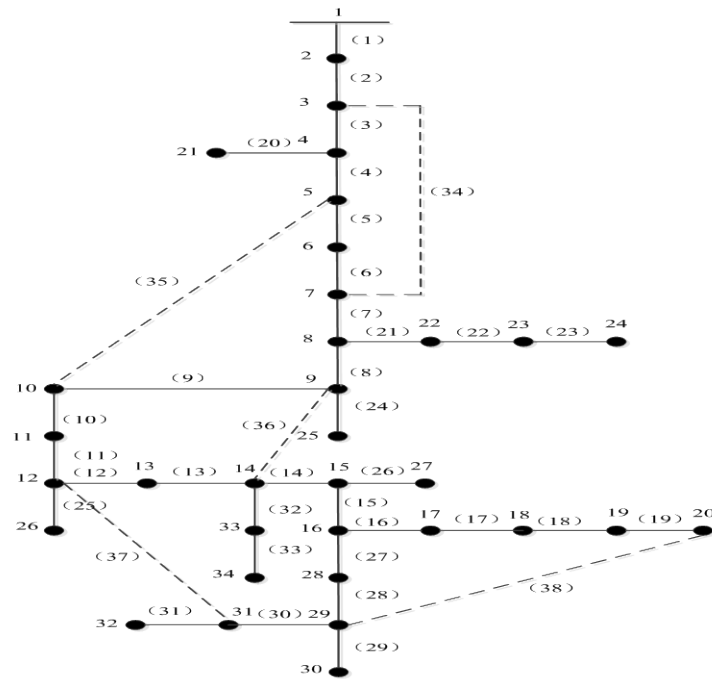 1
(1)
2
(2)
3
(3)
21 (20) 4
(4) (34)
5
(5)
6
(35) (6)
7
(7)
8 (21) 22 (22) 23 (23) 24
10 (9) 9 (8)
(10) (36) (24)
11 25
(11)
12 (12) 13 (13) 14 (14) 15 (26) 27
(25) (32) (15)
26 33 16 (16) 17 (17) 18 (18) 19 (19) 20
(37) (33) (27)
34 28
(28) (38)
32 (31) 31 (30) 29
(29)
30